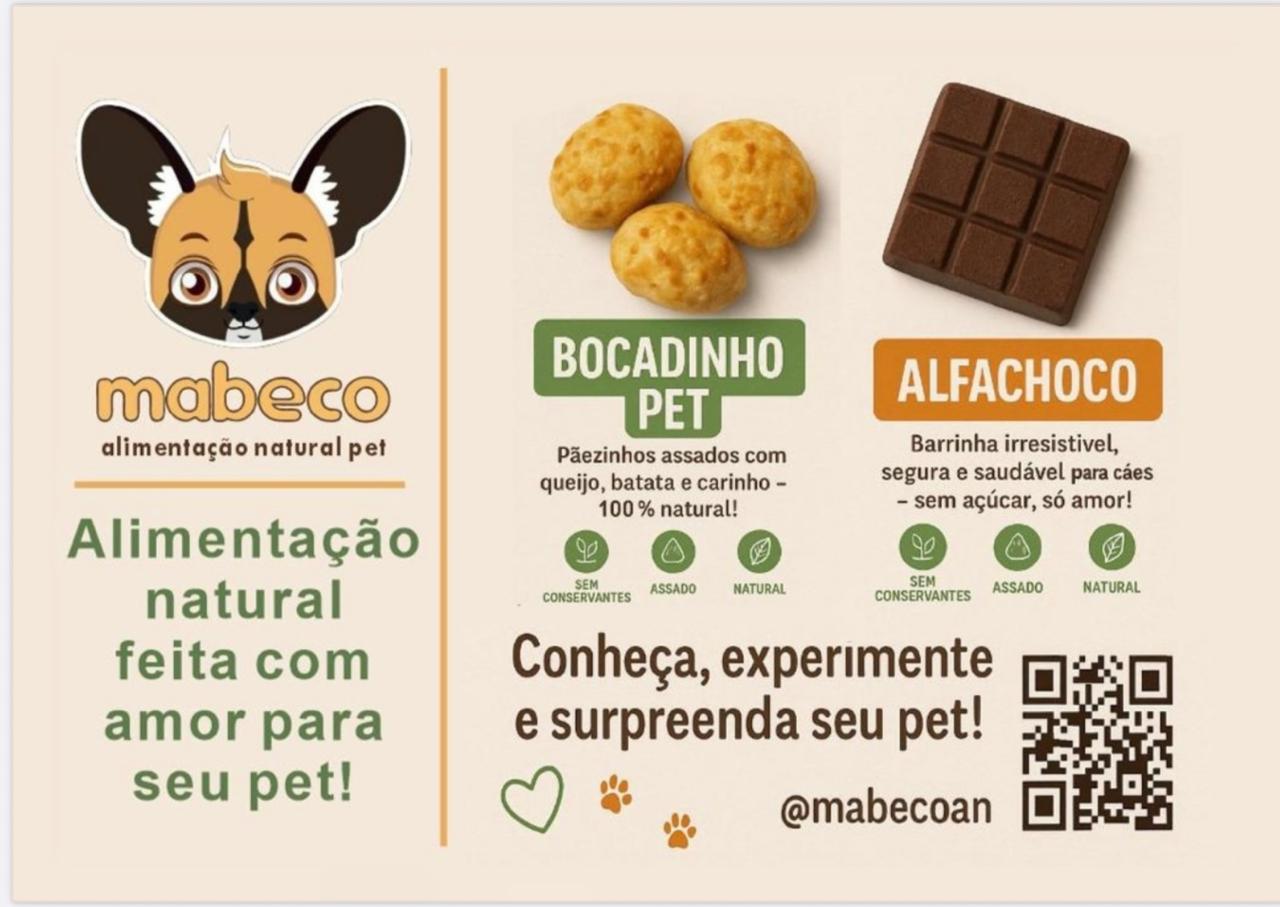 mabeco
alimentação natural pet
Alimentação
natural
feita com
amor para
seu pet!
BOCADINHO
PET
Pãezinhos assados com
queijo, batata e carinho –
100 % natural!
SEM
CONSERVANTES
ASSADO
NATURAL
ALFACHOCO
Barrinha irresistivel,
segura e saudável para cáes
– sem açúcar, só amor!
SEM
CONSERVANTES
ASSADO
NATURAL
Conheça, experimente
e surpreenda seu pet!
@mabecoan